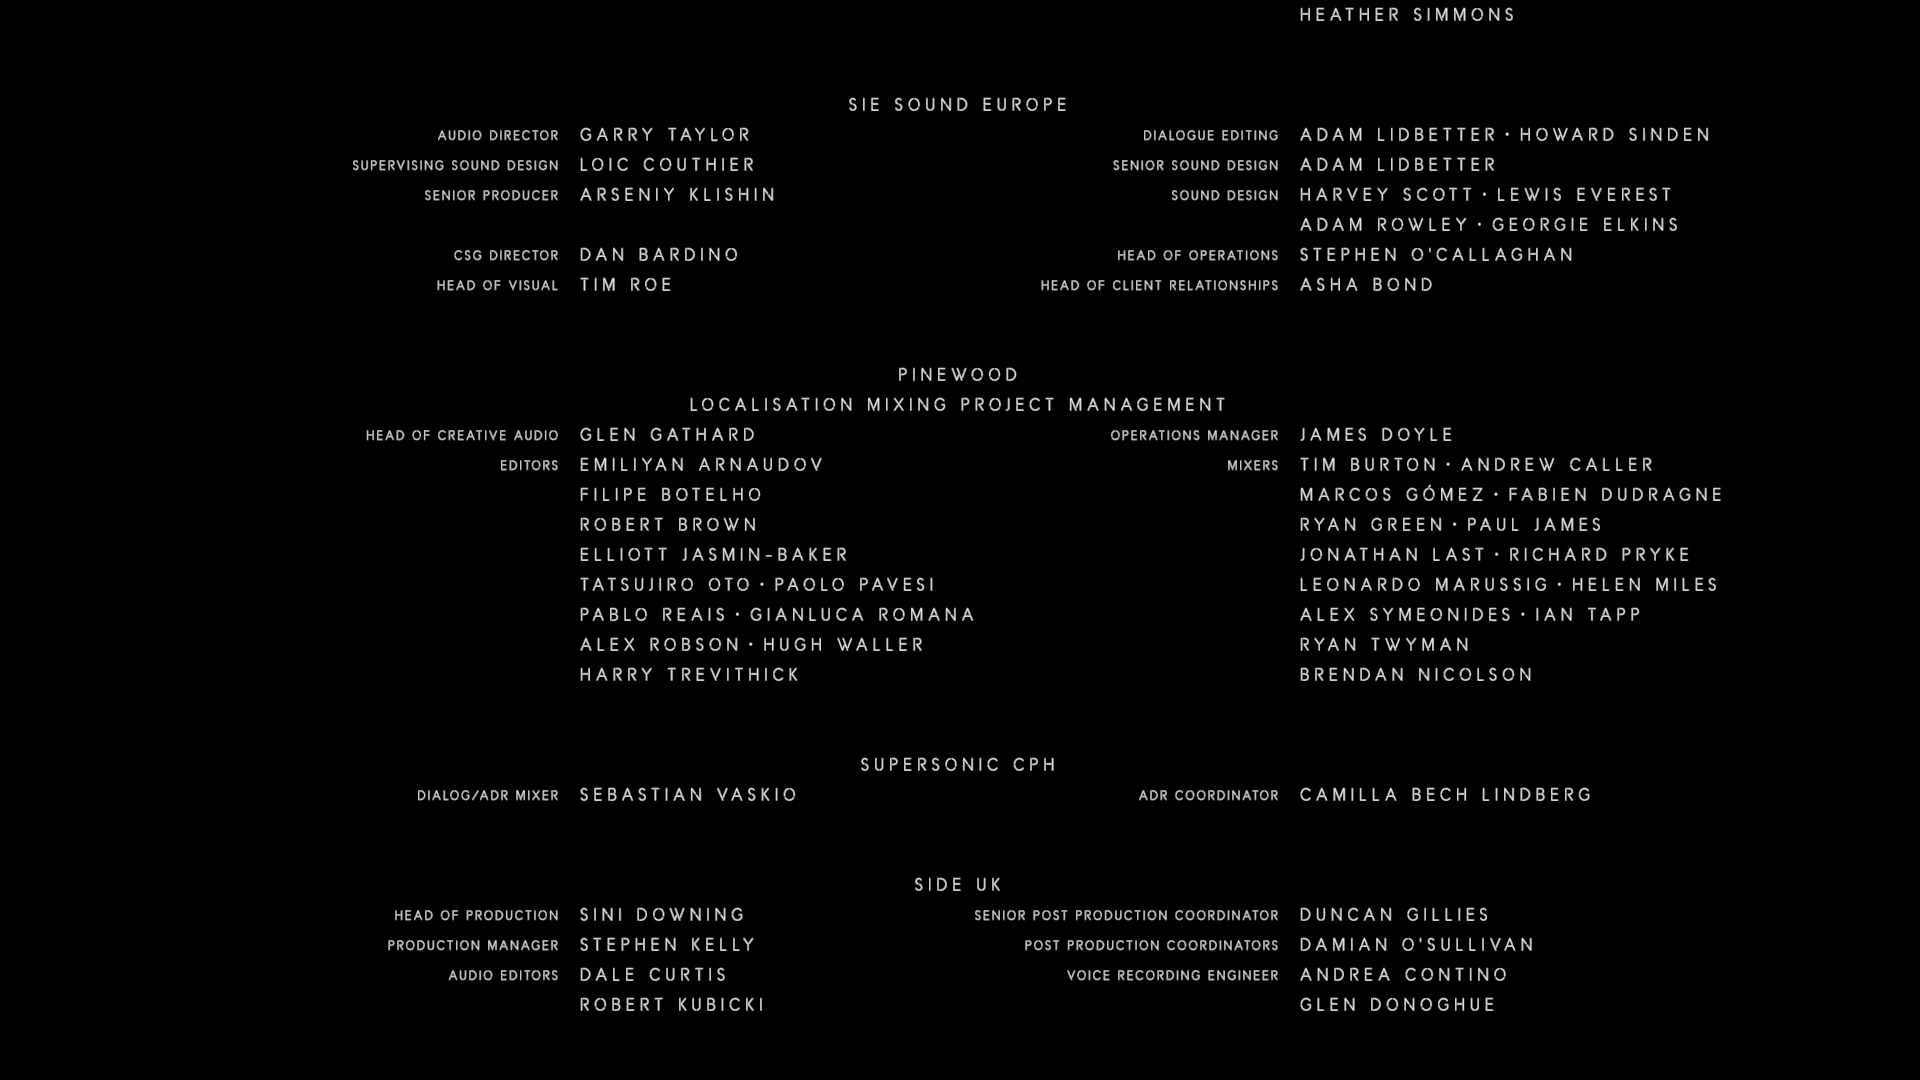 HEATHER SIMMONS
SIE SOUND EUROPE
AUDIO DIRECTOR GARRY TAYLOR
SUPERVISING SOUND DESIGN LOIC COUTHIER
SENIOR PRODUCER ARSENIY KLISHIN
CSG DIRECTOR DAN BARDINO
HEAD OF VISUAL TIM ROE
DIALOGUE EDITING ADAM LIDBETTER • HOWARD SINDEN
SENIOR SOUND DESIGN ADAM LIDBETTER
SOUND DESIGN HARVEY SCOTT • LEWIS EVEREST
ADAM ROWLEY • GEORGIE ELKINS
HEAD OF OPERATIONS STEPHEN O'CALLAGHAN
HEAD OF CLIENT RELATIONSHIPS ASHA BOND
PINEWOOD
LOCALISATION MIXING PROJECT MANAGEMENT
HEAD OF CREATIVE AUDIO GLEN GATHARD
EDITORS EMILIYAN ARNAUDOV
FILIPE BOTELHO
ROBERT BROWN
ELLIOTT JASMIN-BAKER
TATSUJIRO OTO • PAOLO PAVESI
PABLO REAIS • GIANLUCA ROMANA
ALEX ROBSON • HUGH WALLER
HARRY TREVITHICK
OPERATIONS MANAGER JAMES DOYLE
MIXERS TIM BURTON • ANDREW CALLER
MARCOS GÓMEZ • FABIEN DUDRAGNE
RYAN GREEN • PAUL JAMES
JONATHAN LAST • RICHARD PRYKE
LEONARDO MARUSSIG • HELEN MILES
ALEX SYMEONIDES • IAN TAPP
RYAN TWYMAN
BRENDAN NICOLSON
SUPERSONIC CPH
DIALOG/ADR MIXER SEBASTIAN VASKIO
ADR COORDINATOR CAMILLA BECH LINDBERG
SIDE UK
HEAD OF PRODUCTION SINI DOWNING
PRODUCTION MANAGER STEPHEN KELLY
AUDIO EDITORS DALE CURTIS
ROBERT KUBICKI
SENIOR POST PRODUCTION COORDINATOR DUNCAN GILLIES
POST PRODUCTION COORDINATORS DAMIAN O'SULLIVAN
VOICE RECORDING ENGINEER ANDREA CONTINO
GLEN DONOGHUE